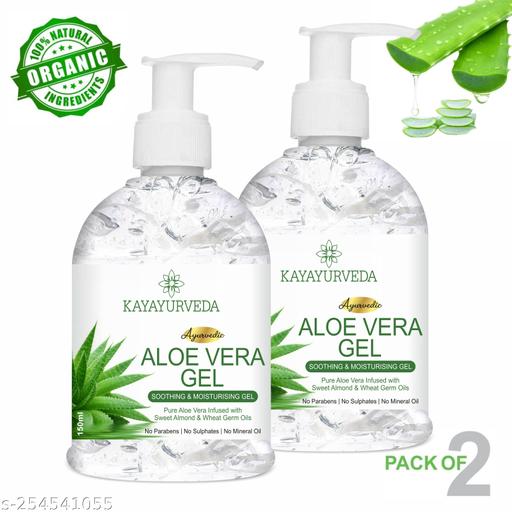 100% NATURAL
ORGANIC
INGREDIENTS
KAYAYURVEDA
Ayurvedic
ALOE VERA
GEL
SOOTHING & MOISTURISING GEL
Pure Aloe Vera Infused with
Sweet Almond & Wheat Germ Oils
No Parabens | No Sulphates | No Mineral Oil
150ml
KAYAYURVEDA
Ayurvedic
ALOE VERA
GEL
SOOTHING & MOISTURISING GEL
Pure Aloe Vera Infused with
Sweet Almond & Wheat Germ Oils
No Parabens | No Sulphates | No Mineral Oil
PACK OF 2
s-254541055